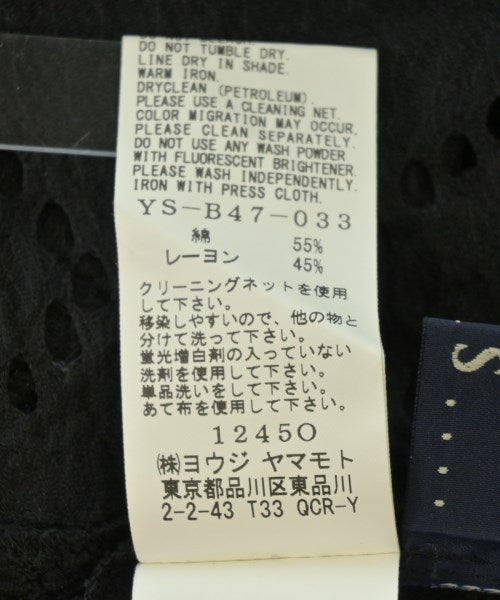 DO NOT BLEACH.
DO NOT TUMBLE DRY.
LINE DRY IN SHADE.
WARM IRON.
DRYCLEAN (PETROLEUM).
PLEASE USE A CLEANING NET.
COLOR MIGRATION MAY OCCUR.
PLEASE CLEAN SEPARATELY.
DO NOT USE ANY WASH POWDER
WITH FLUORESCENT BRIGHTENER.
PLEASE WASH INDEPENDENTLY.
IRON WITH PRESS CLOTH.
YS-B47-033
綿 55%
レーヨン 45%
クリーニングネットを使用
して下さい。
移染しやすいので、他の物と
分けて洗って下さい。
蛍光増白剤の入っていない
洗剤を使用して下さい。
単品洗いをして下さい。
あて布を使用して下さい。
12450
㈱ヨウジ ヤマモト
東京都品川区東品川
2-2-43 T33 QCR-Y
S